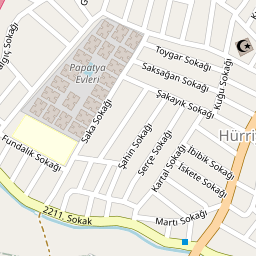 Toygar Sokağı
Saksağan Sokağı
Papatya
Evleri
Şakayık Sokağı
Kuğu Sokağı
Saka Sokağı
Fundalık Sokağı
Şahin Sokağı
Serçe Sokağı
Kartal Sokağı
İbibik Sokağı
İskete Sokağı
Hürri
2211. Sokak
Martı Sokağı